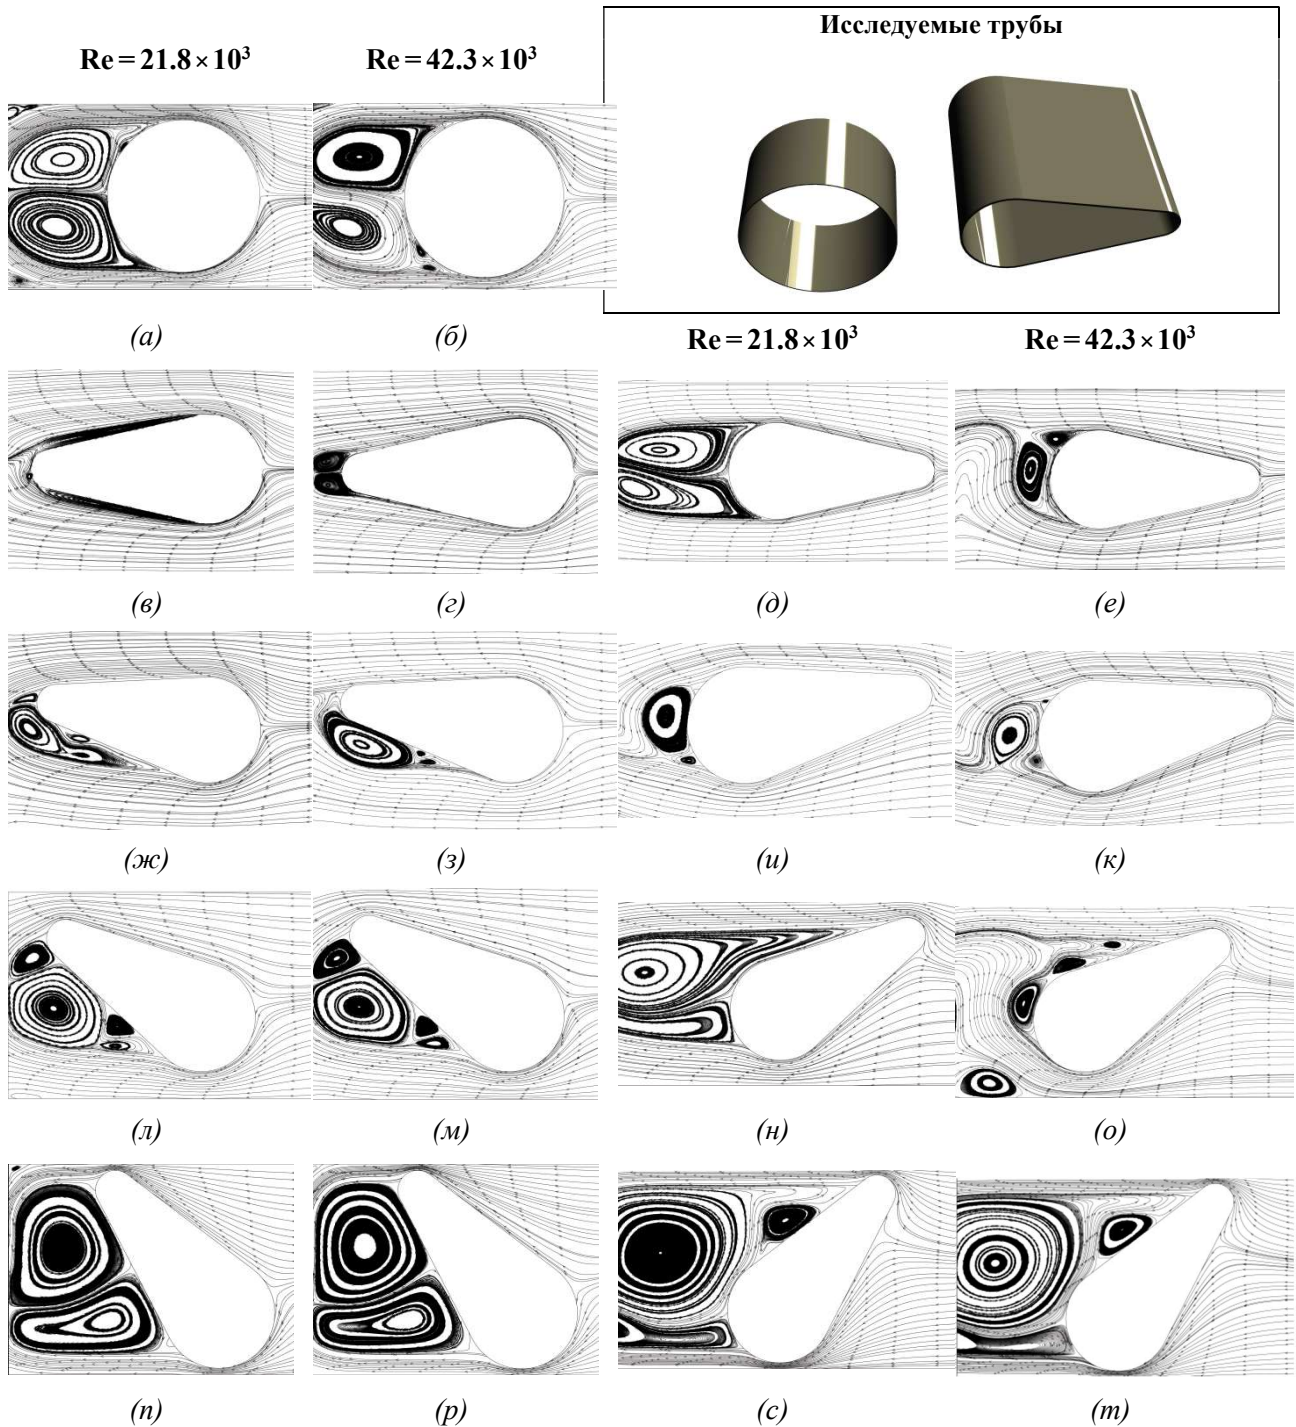 Исследуемые трубы
Re = 21.8 × 10³ Re = 42.3 × 10³
(а) (б)
Re = 21.8 × 10³ Re = 42.3 × 10³
(в) (г) (д) (е)
(ж) (з) (и) (к)
(л) (м) (н) (о)
(п) (р) (с) (т)